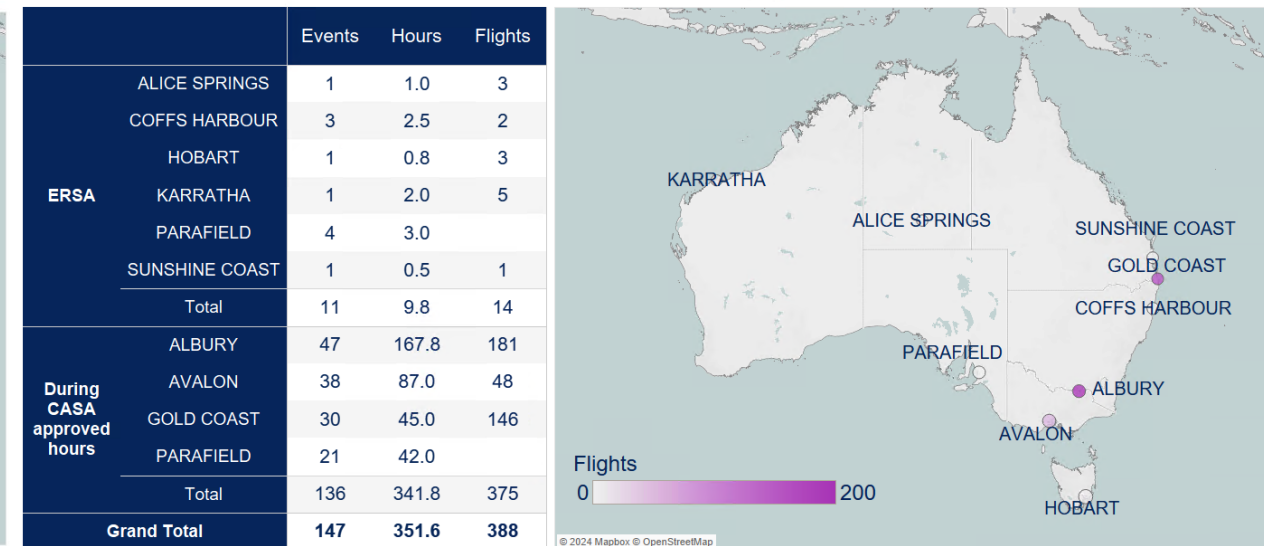 Events Hours Flights
ERSA
ALICE SPRINGS 1 1.0 3
COFFS HARBOUR 3 2.5 2
HOBART 1 0.8 3
KARRATHA 1 2.0 5
PARAFIELD 4 3.0
SUNSHINE COAST 1 0.5 1
Total 11 9.8 14
During
CASA
approved
hours
ALBURY 47 167.8 181
AVALON 38 87.0 48
GOLD COAST 30 45.0 146
PARAFIELD 21 42.0
Total 136 341.8 375
Grand Total 147 351.6 388
KARRATHA
ALICE SPRINGS
SUNSHINE COAST
GOLD COAST
COFFS HARBOUR
PARAFIELD
ALBURY
AVALON
HOBART
Flights
0 200
© 2024 Mapbox © OpenStreetMap